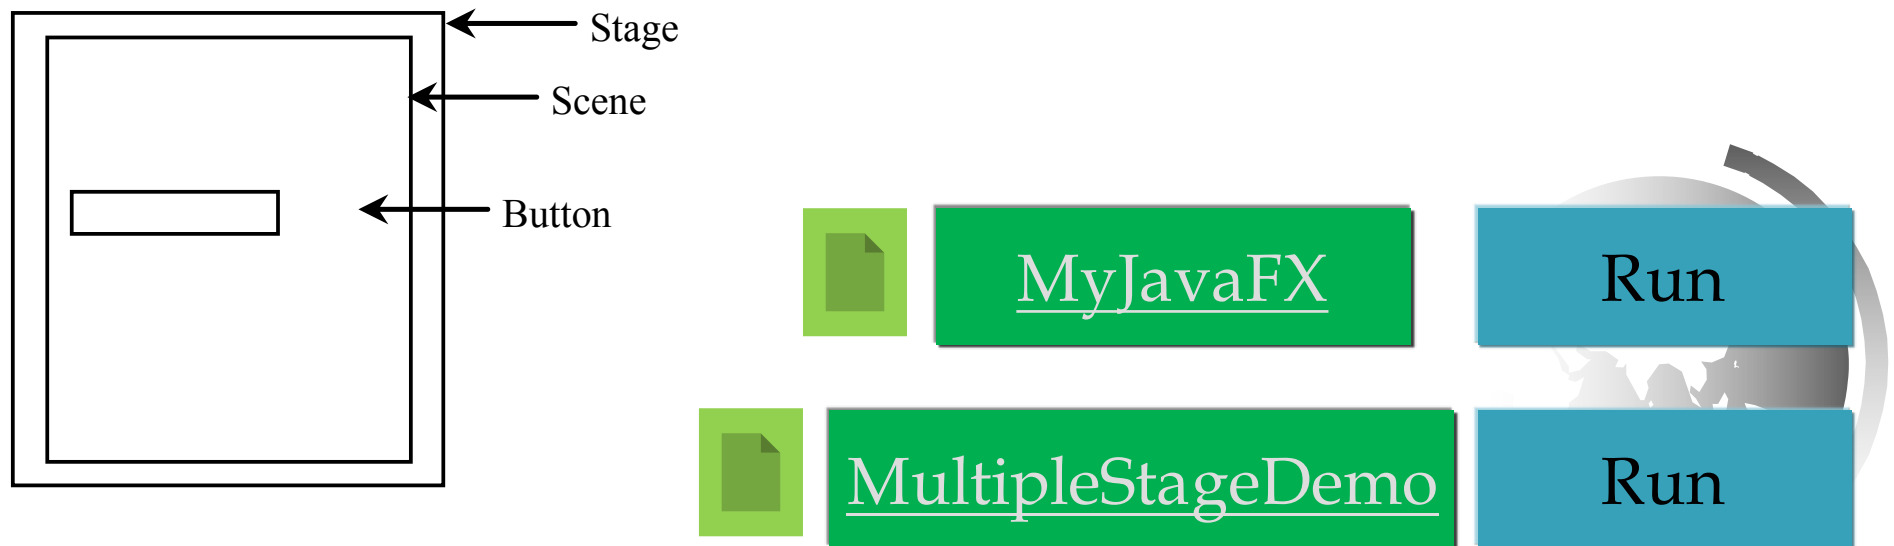 Stage
Scene
Button
MyJavaFX
Run
MultipleStageDemo
Run